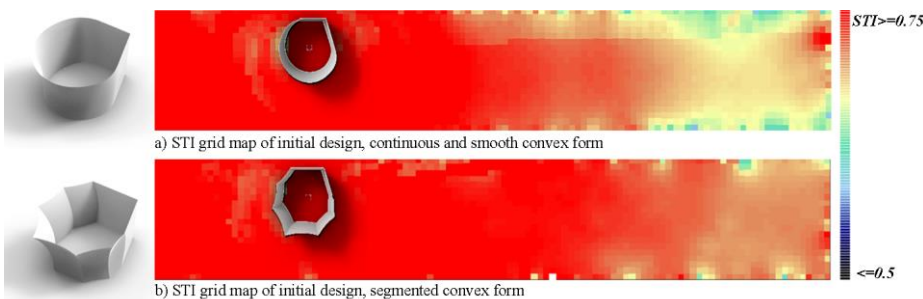 STI>=0.75
a) STI grid map of initial design, continuous and smooth convex form
<=0.5
b) STI grid map of initial design, segmented convex form